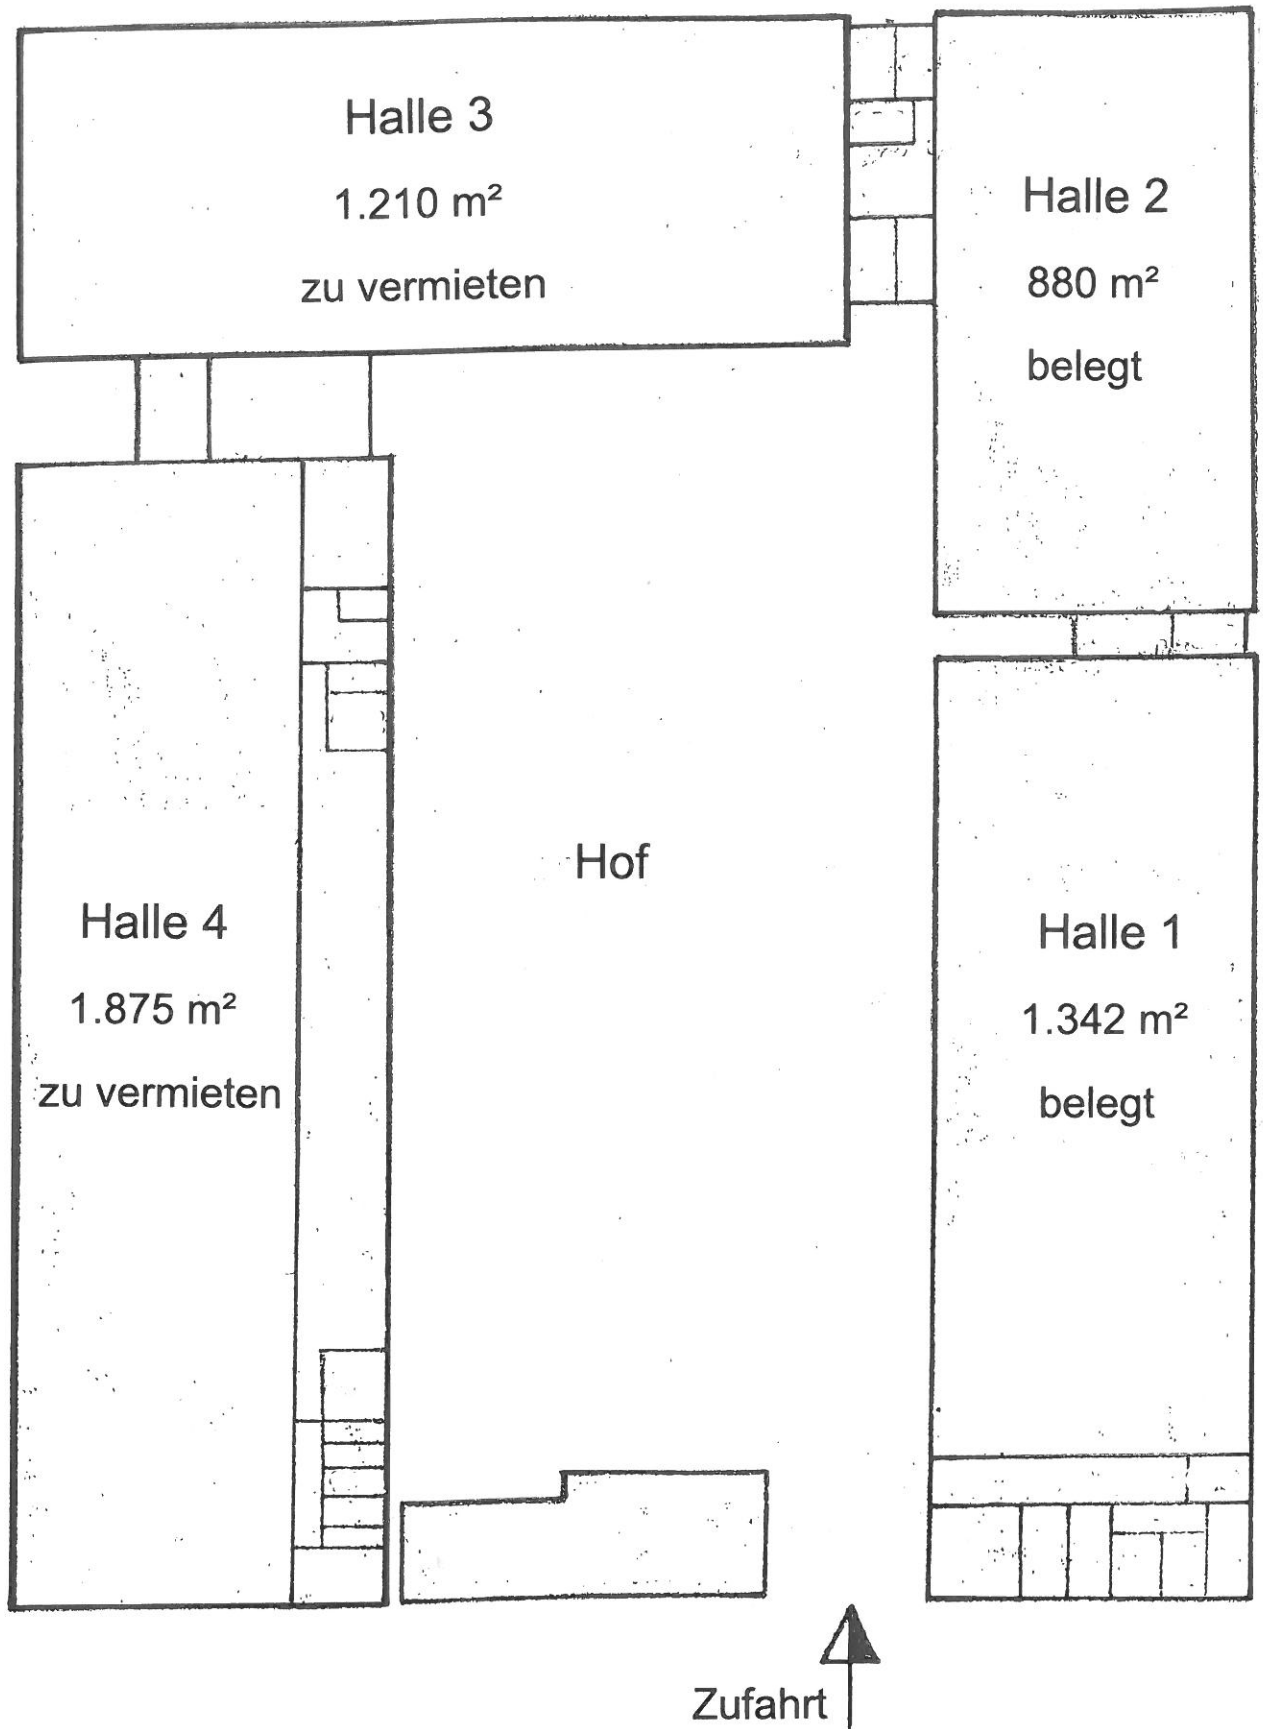 Halle 3
1.210 m²
zu vermieten
Halle 2
880 m²
belegt
Hof
Halle 4
1.875 m²
zu vermieten
Halle 1
1.342 m²
belegt
Zufahrt